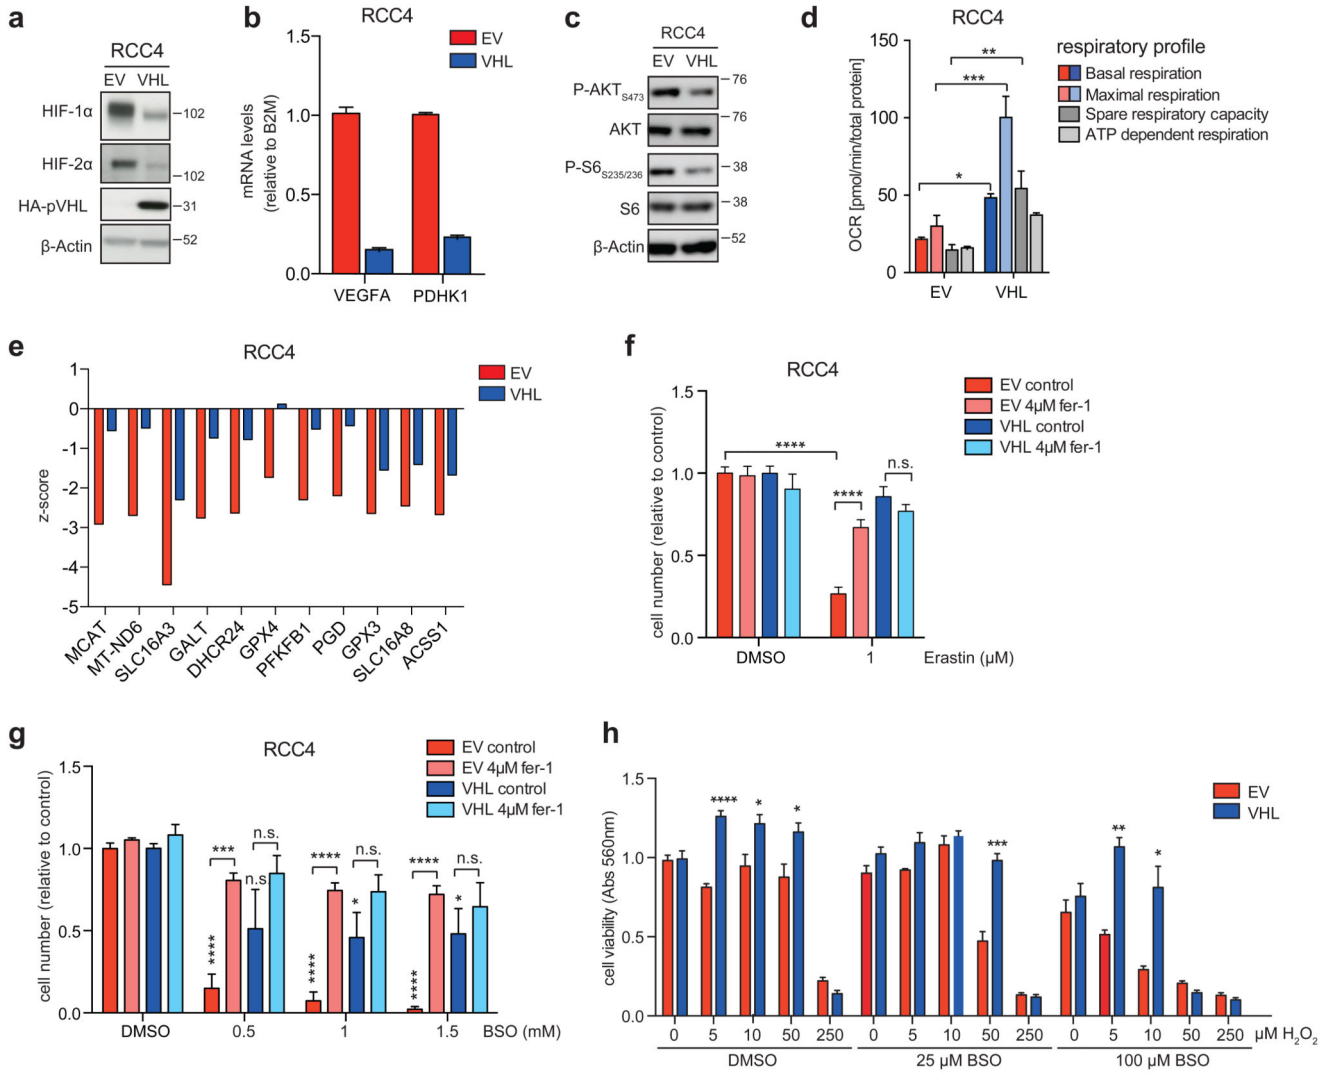 a
RCC4
EV VHL
HIF-1α
102
HIF-2α
102
HA-pVHL
31
β-Actin
52
b
RCC4
EV
VHL
mRNA levels
(relative to B2M)
1.5
1.0
0.5
0.0
VEGFA PDHK1
c
RCC4
EV VHL
76
P-AKT S473
76
AKT
P-S6 S235/236
38
38
S6
52
β-Actin
d
RCC4
respiratory profile
Basal respiration
Maximal respiration
Spare respiratory capacity
ATP dependent respiration
OCR [pmol/min/total protein]
150
100
50
0
**
***
*
EV VHL
e
RCC4
EV
VHL
z-score
1
0
-1
-2
-3
-4
-5
MCAT
MT-ND6
SLC16A3
GALT
DHCR24
GPX4
PFKFB1
PGD
GPX3
SLC16A8
ACSS1
f
RCC4
EV control
EV 4µM fer-1
VHL control
VHL 4µM fer-1
cell number (relative to control)
1.5
1.0
0.5
0.0
****
****
n.s.
DMSO 1 Erastin (µM)
g
RCC4
EV control
EV 4µM fer-1
VHL control
VHL 4µM fer-1
cell number (relative to control)
1.5
1.0
0.5
0.0
*** n.s. **** n.s. **** n.s.
**** n.s. **** * **** *
DMSO 0.5 1 1.5 BSO (mM)
h
EV
VHL
cell viability (Abs 560nm)
1.5
1.0
0.5
0.0
**** * * *** ** *
0 5 10 50 250 0 5 10 50 250 0 5 10 50 250 µM H₂O₂
DMSO 25 µM BSO 100 µM BSO